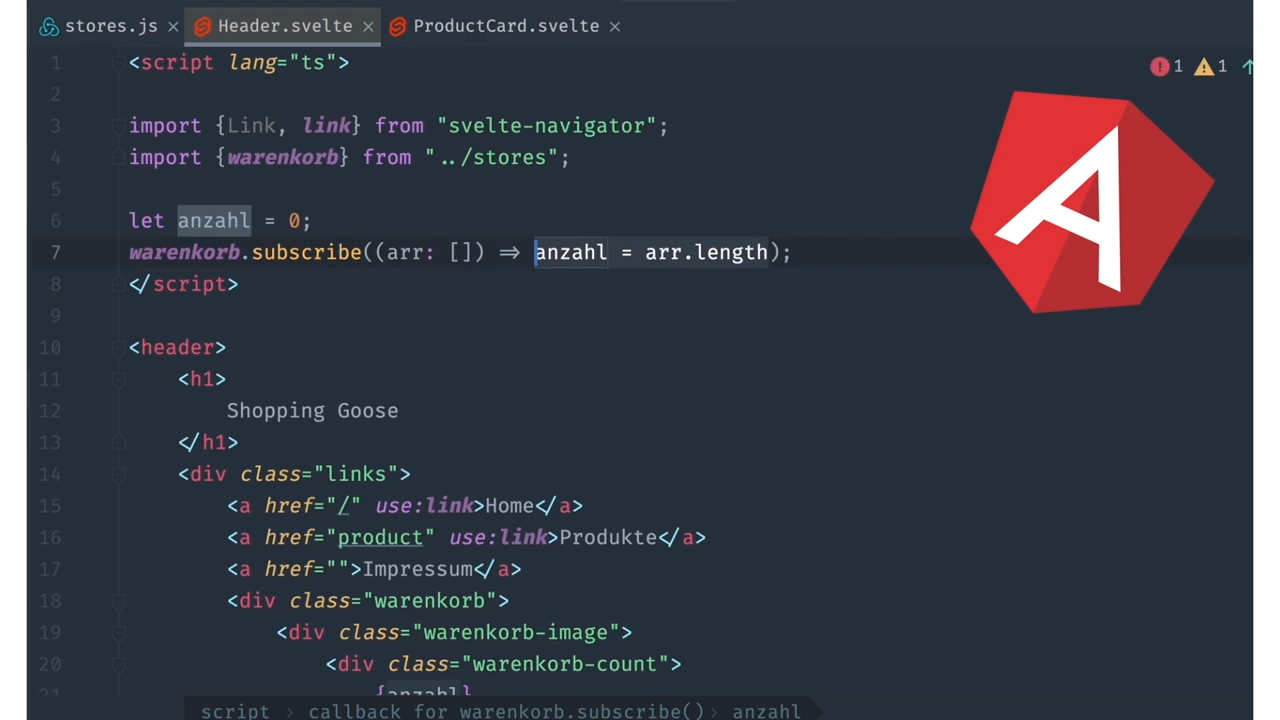 stores.js × Header.svelte × ProductCard.svelte ×
1 <script lang="ts">
1 1
2
3 import {Link, link} from "svelte-navigator";
4 import {warenkorb} from "../stores";
5
6 let anzahl = 0;
7 warenkorb.subscribe((arr: []) => anzahl = arr.length);
8 </script>
9
10 <header>
11 <h1>
12 Shopping Goose
13 </h1>
14 <div class="links">
15 <a href="/" use:link>Home</a>
16 <a href="product" use:link>Produkte</a>
17 <a href="">Impressum</a>
18 <div class="warenkorb">
19 <div class="warenkorb-image">
20 <div class="warenkorb-count">
21 {anzahl}
script › callback for warenkorb.subscribe() › anzahl
A